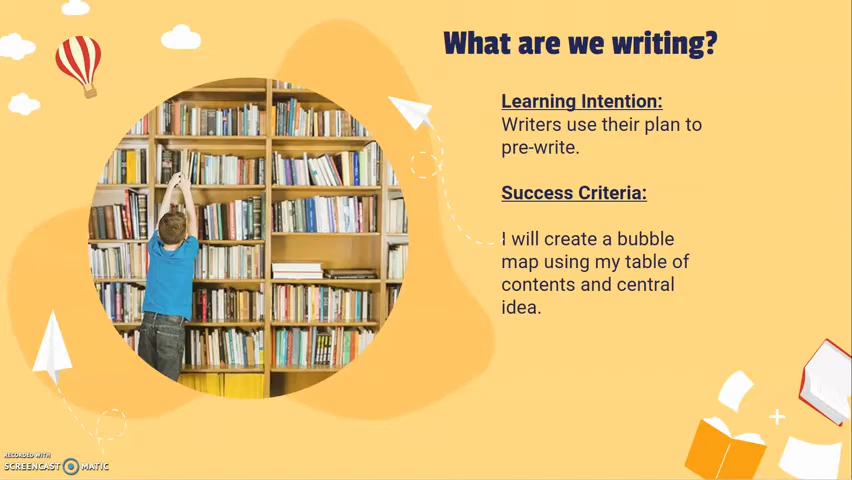 What are we writing?
Learning Intention:
Writers use their plan to
pre-write.
Success Criteria:
I will create a bubble
map using my table of
contents and central
idea.
RECORDED WITH
SCREENCAST MATIC